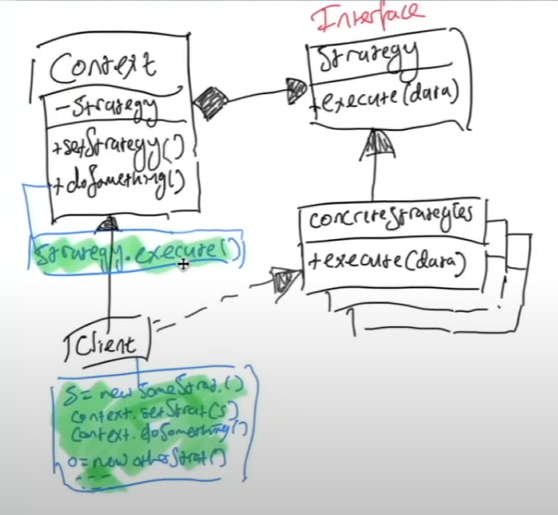 Interface
Context
- Strategy
+ setStrategy()
+ doSomething()
Strategy
+ execute(data)
strategy.execute()
concreteStrategies
+ execute(data)
Client
S = new SomeStrat.()
Context.setStrat(s)
Context.doSomething()
o = new otherStrat()
---